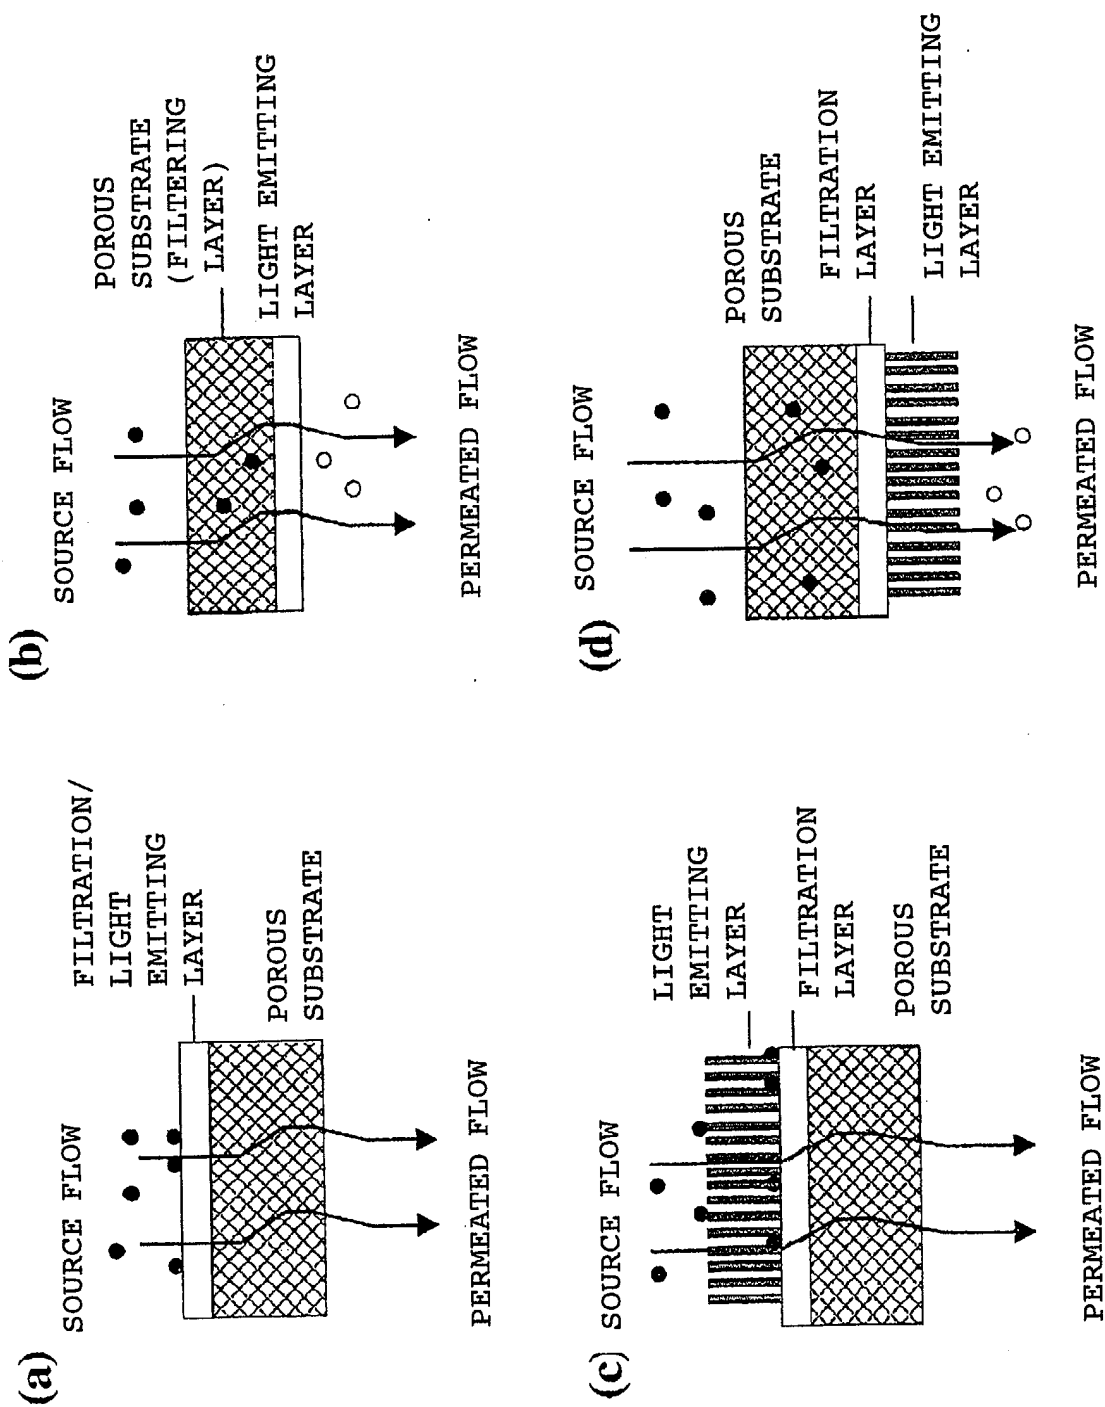 (a)
SOURCE FLOW
FILTRATION/
LIGHT
EMITTING
LAYER
POROUS
SUBSTRATE
PERMEATED FLOW
(b)
SOURCE FLOW
POROUS
SUBSTRATE
(FILTERING
LAYER)
LIGHT EMITTING
LAYER
PERMEATED FLOW
(c)
SOURCE FLOW
LIGHT
EMITTING
LAYER
FILTRATION
LAYER
POROUS
SUBSTRATE
PERMEATED FLOW
(d)
SOURCE FLOW
POROUS
SUBSTRATE
FILTRATION
LAYER
LIGHT EMITTING
LAYER
PERMEATED FLOW